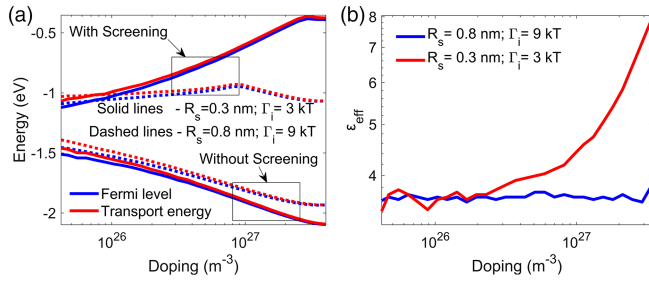 (a)
With Screening
Solid lines - R_s=0.3 nm; Γ_i= 3 kT
Dashed lines - R_s=0.8 nm; Γ_i= 9 kT
Without Screening
Fermi level
Transport energy
Energy (eV)
-0.5
-1
-1.5
-2
10^26
10^27
Doping (m^-3)
(b)
R_s= 0.8 nm; Γ_i= 9 kT
R_s= 0.3 nm; Γ_i= 3 kT
ε_eff
8
7
6
5
4
10^26
10^27
Doping (m^-3)